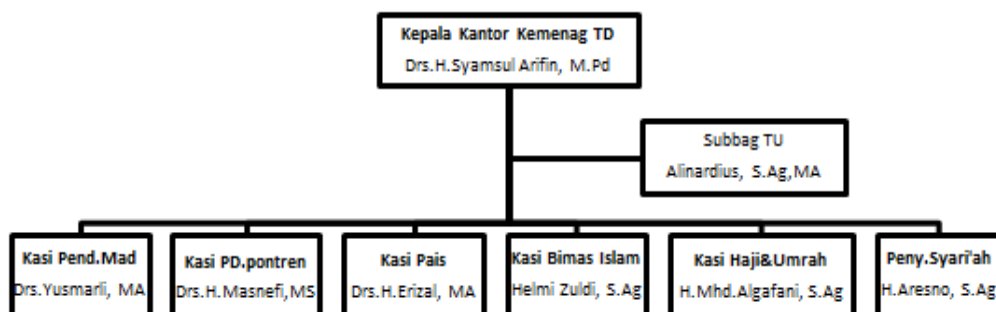 Kepala Kantor Kemenag TD
Drs.H.Syamsul Arifin, M.Pd
Subbag TU
Alinardius, S.Ag,MA
Kasi Pend.Mad
Drs.Yusmarli, MA
Kasi PD.pontren
Drs.H.Masnefi,MS
Kasi Pais
Drs.H.Erizal, MA
Kasi Bimas Islam
Helmi Zuldi, S.Ag
Kasi Haji&Umrah
H.Mhd.Algafani, S.Ag
Peny.Syari'ah
H.Aresno, S.Ag